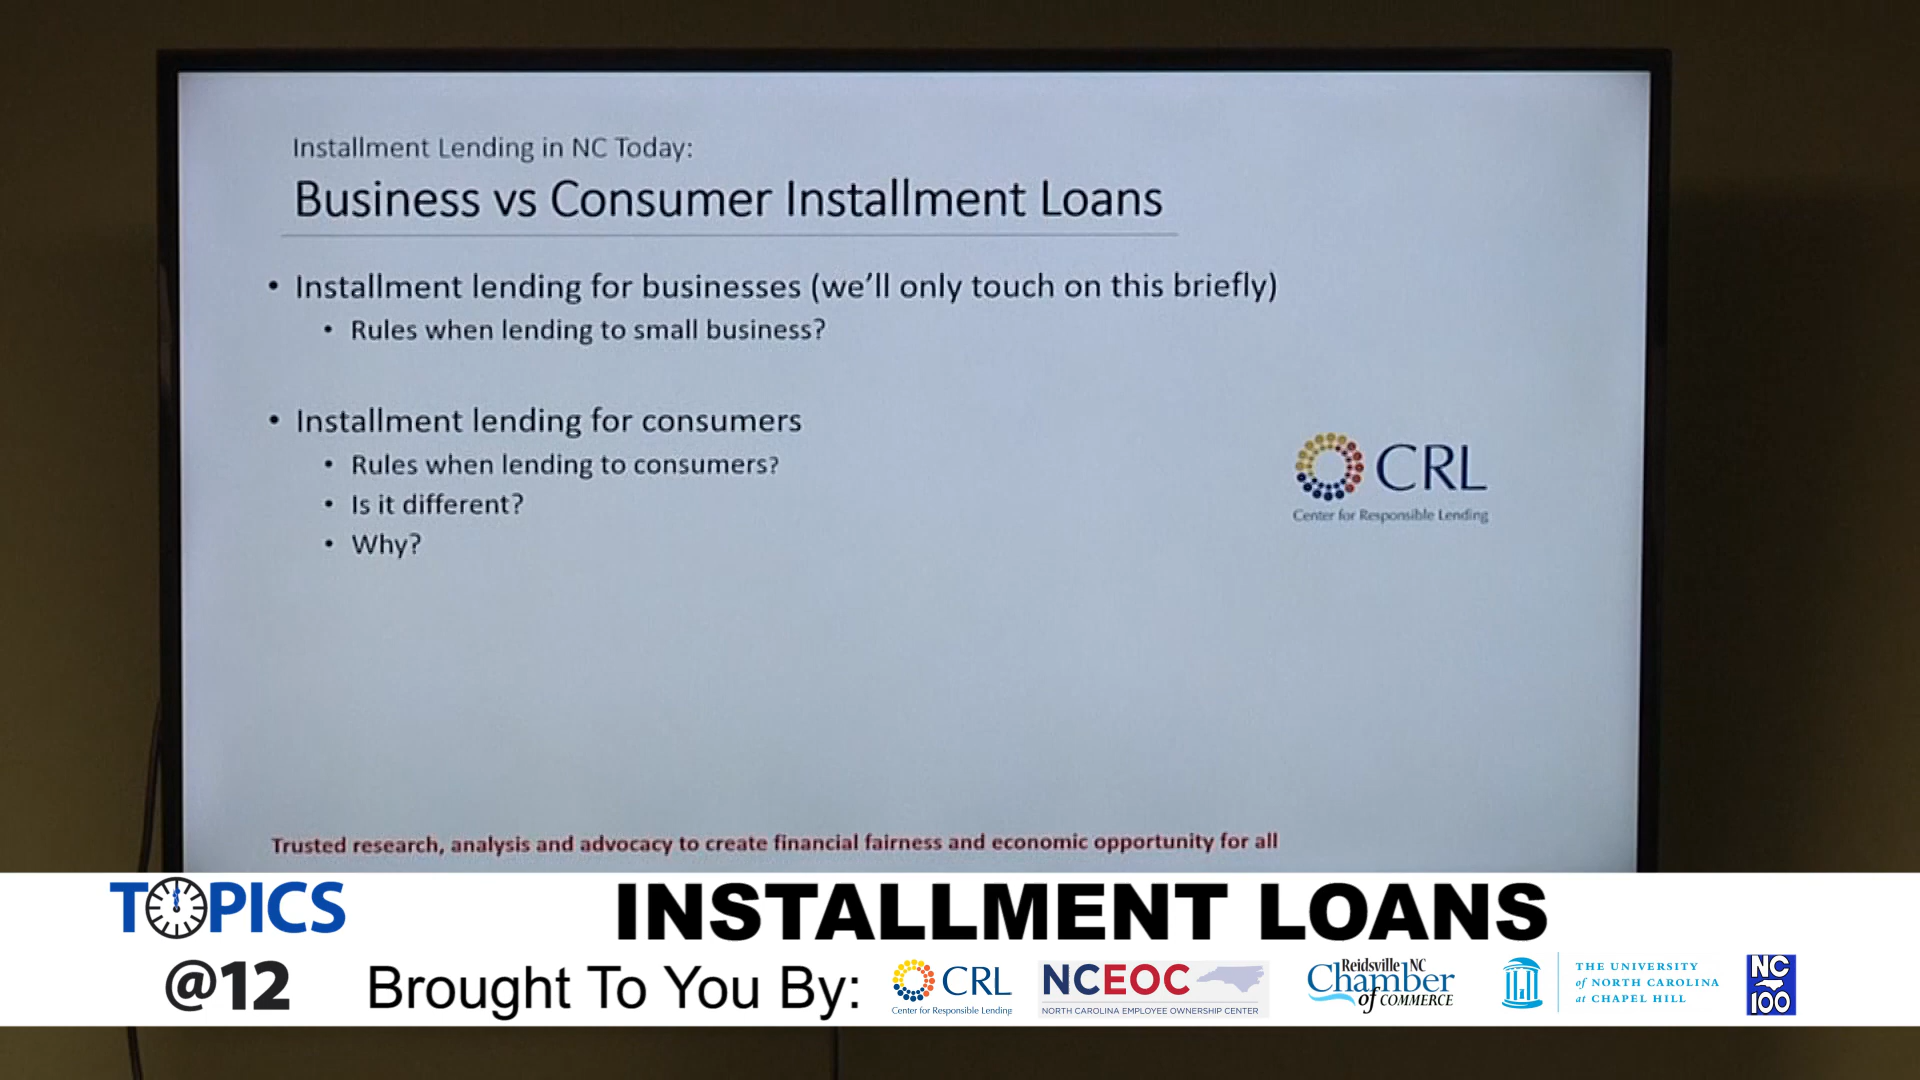 Installment Lending in NC Today:
Business vs Consumer Installment Loans
• Installment lending for businesses (we’ll only touch on this briefly)
• Rules when lending to small business?
• Installment lending for consumers
• Rules when lending to consumers?
• Is it different?
• Why?
CRL
Center for Responsible Lending
Trusted research, analysis and advocacy to create financial fairness and economic opportunity for all
TOPICS
@12
INSTALLMENT LOANS
Brought To You By:
CRL
Center for Responsible Lending
NCEOC
NORTH CAROLINA EMPLOYEE OWNERSHIP CENTER
Reidsville NC
Chamber
of COMMERCE
THE UNIVERSITY
of NORTH CAROLINA
at CHAPEL HILL
NC
100